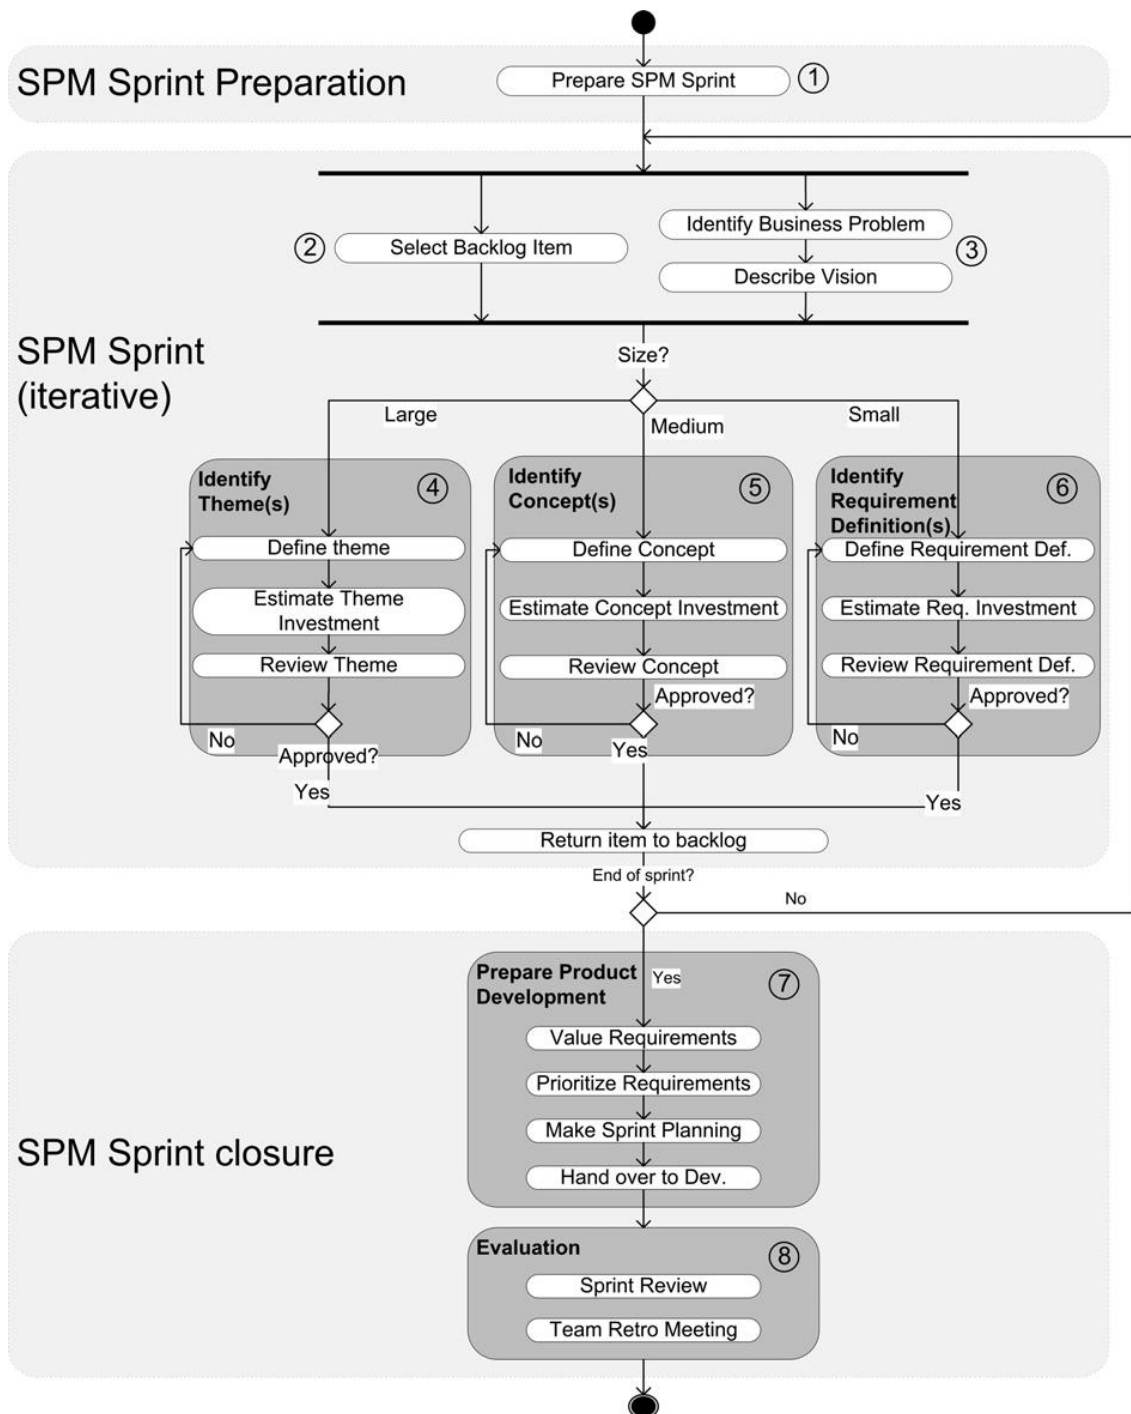 SPM Sprint Preparation
Prepare SPM Sprint
1
SPM Sprint
(iterative)
2
Select Backlog Item
Identify Business Problem
3
Describe Vision
Size?
Large
Medium
Small
Identify
Theme(s)
4
Define theme
Estimate Theme
Investment
Review Theme
No
Approved?
Yes
Identify
Concept(s)
5
Define Concept
Estimate Concept Investment
Review Concept
Approved?
No
Yes
Identify
Requirement
Definition(s)
6
Define Requirement Def.
Estimate Req. Investment
Review Requirement Def.
Approved?
No
Yes
Return item to backlog
End of sprint?
No
SPM Sprint closure
Prepare Product
Development
Yes
7
Value Requirements
Prioritize Requirements
Make Sprint Planning
Hand over to Dev.
Evaluation
8
Sprint Review
Team Retro Meeting